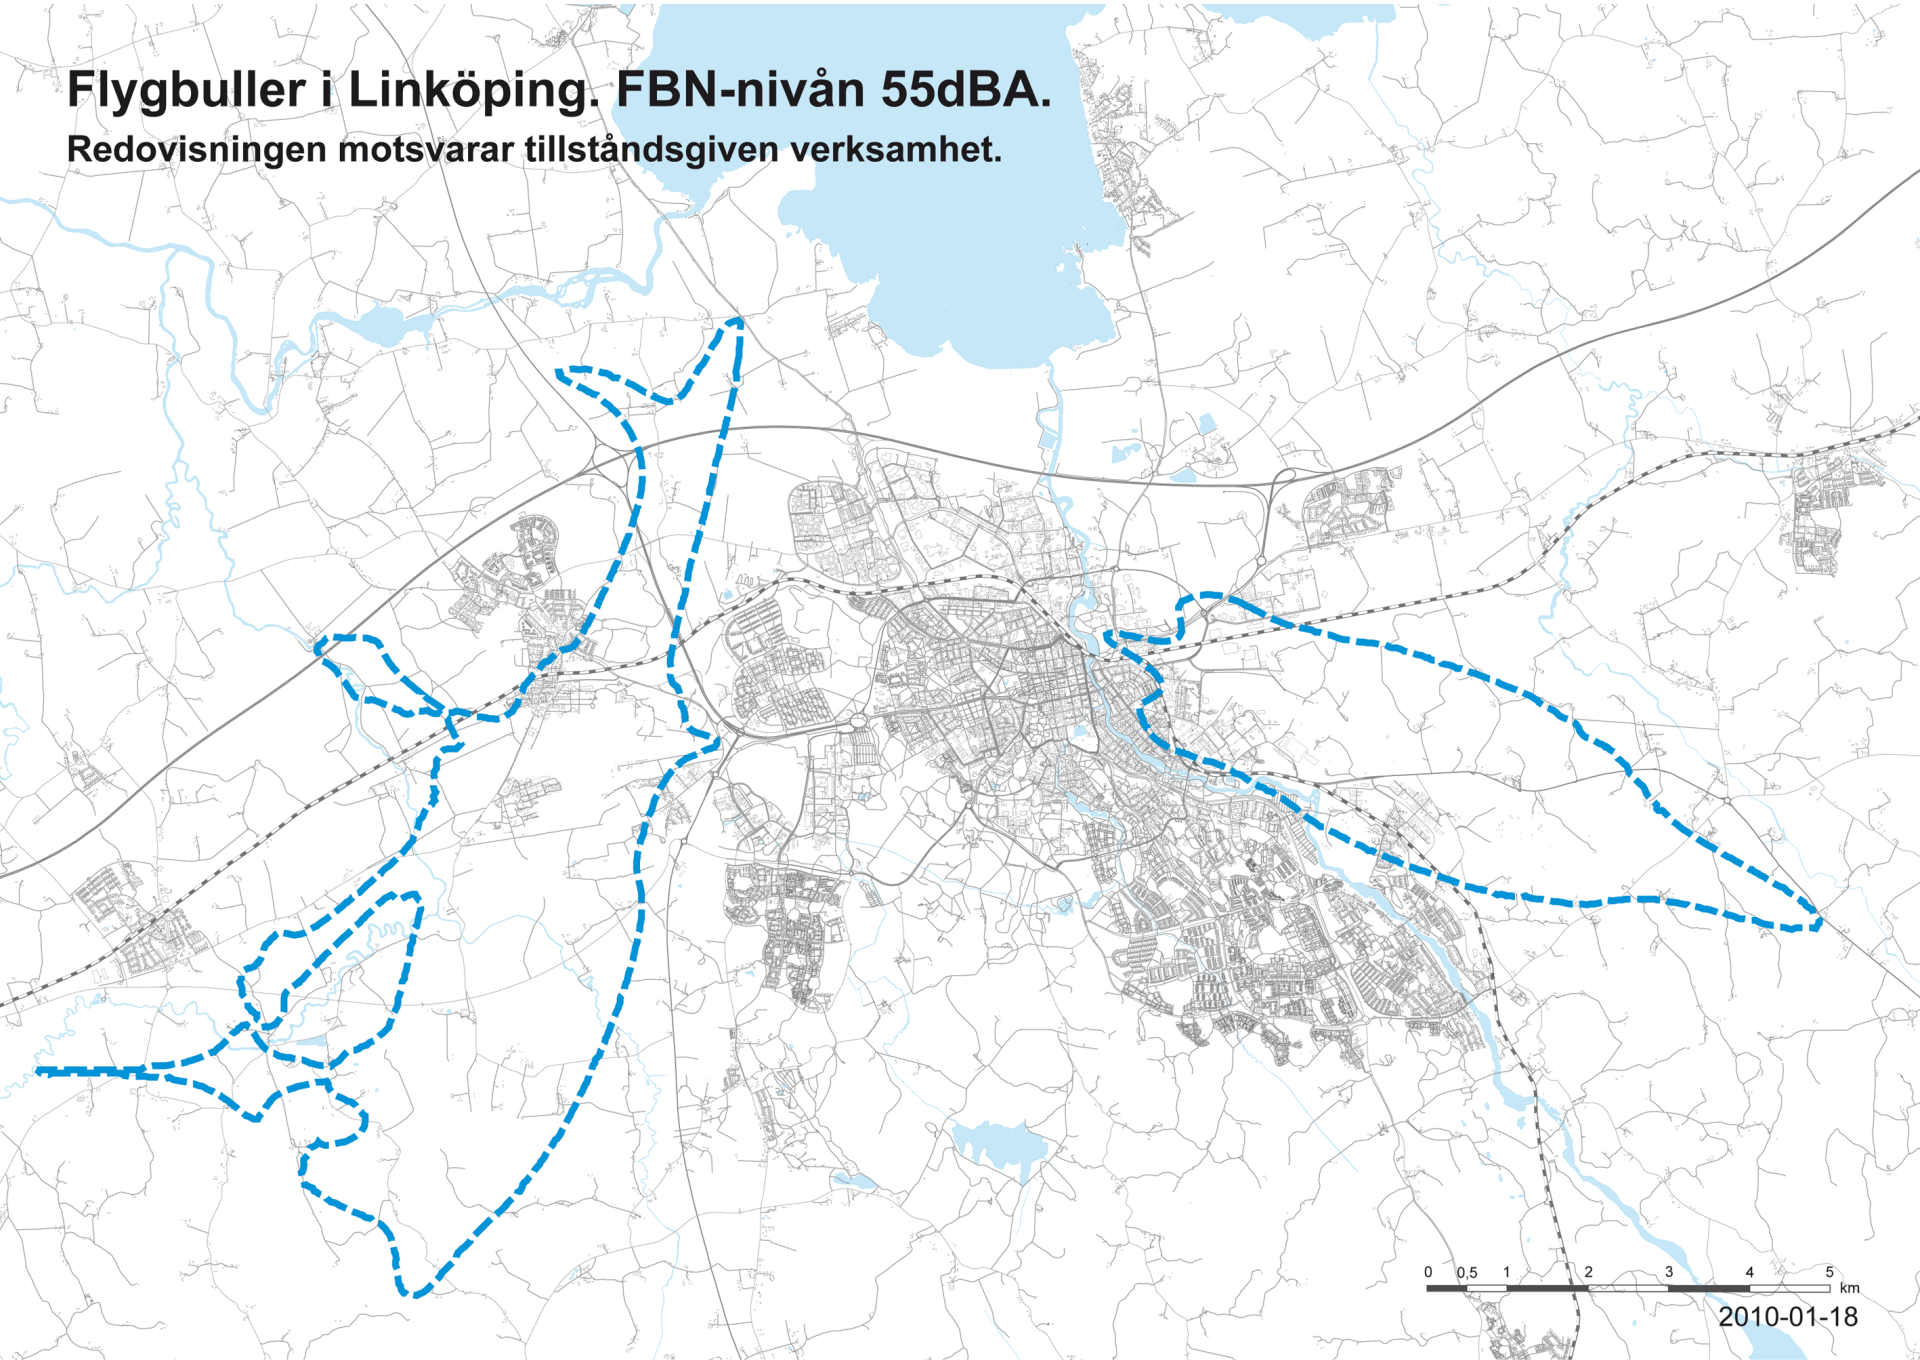 Flygbuller i Linköping. FBN-nivån 55dBA.
Redovisningen motsvarar tillståndsgiven verksamhet.
0 0,5 1 2 3 4 5
km
2010-01-18